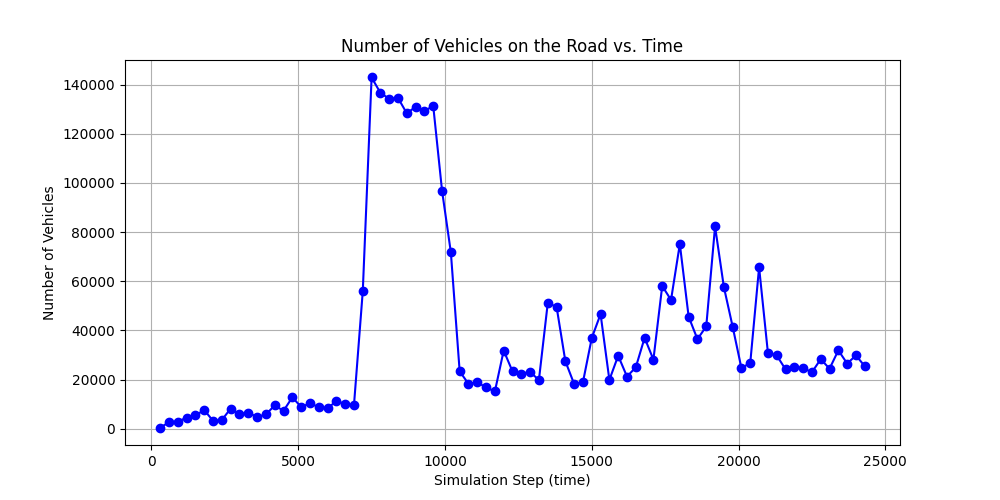 Number of Vehicles on the Road vs. Time
140000
120000
100000
80000
60000
40000
20000
0
Number of Vehicles
0 5000 10000 15000 20000 25000
Simulation Step (time)